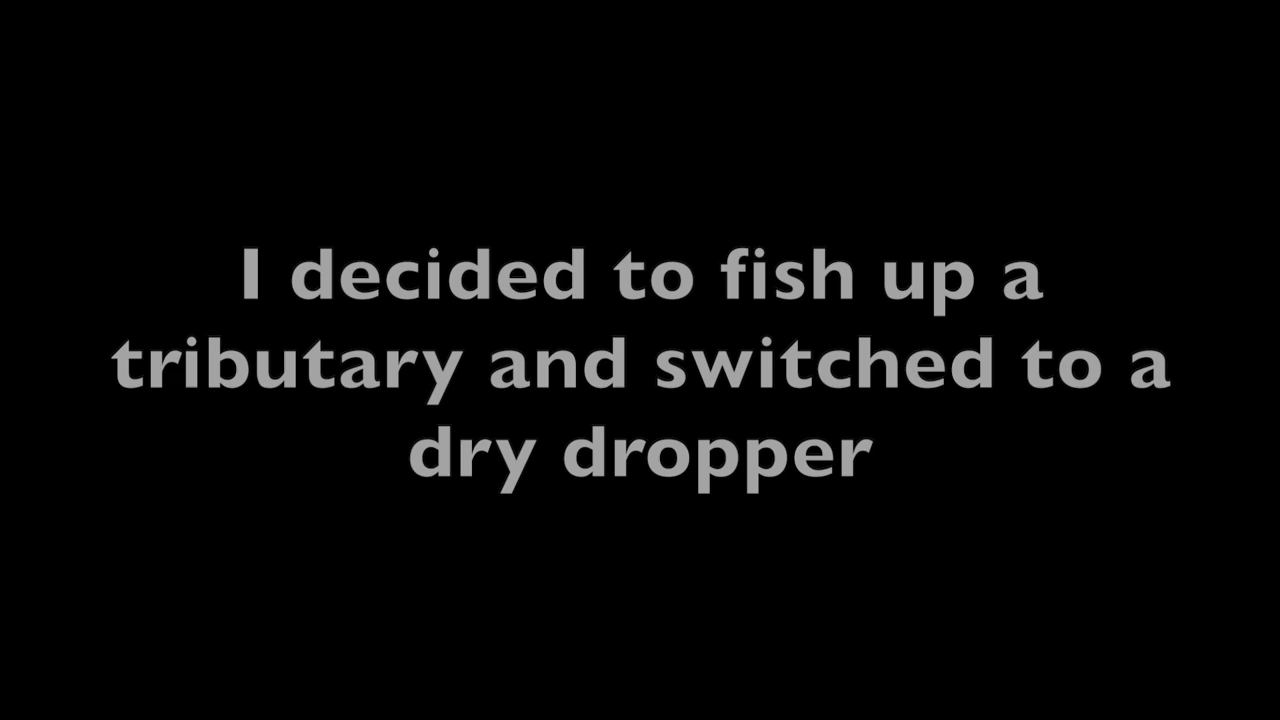 I decided to fish up a
tributary and switched to a
dry dropper